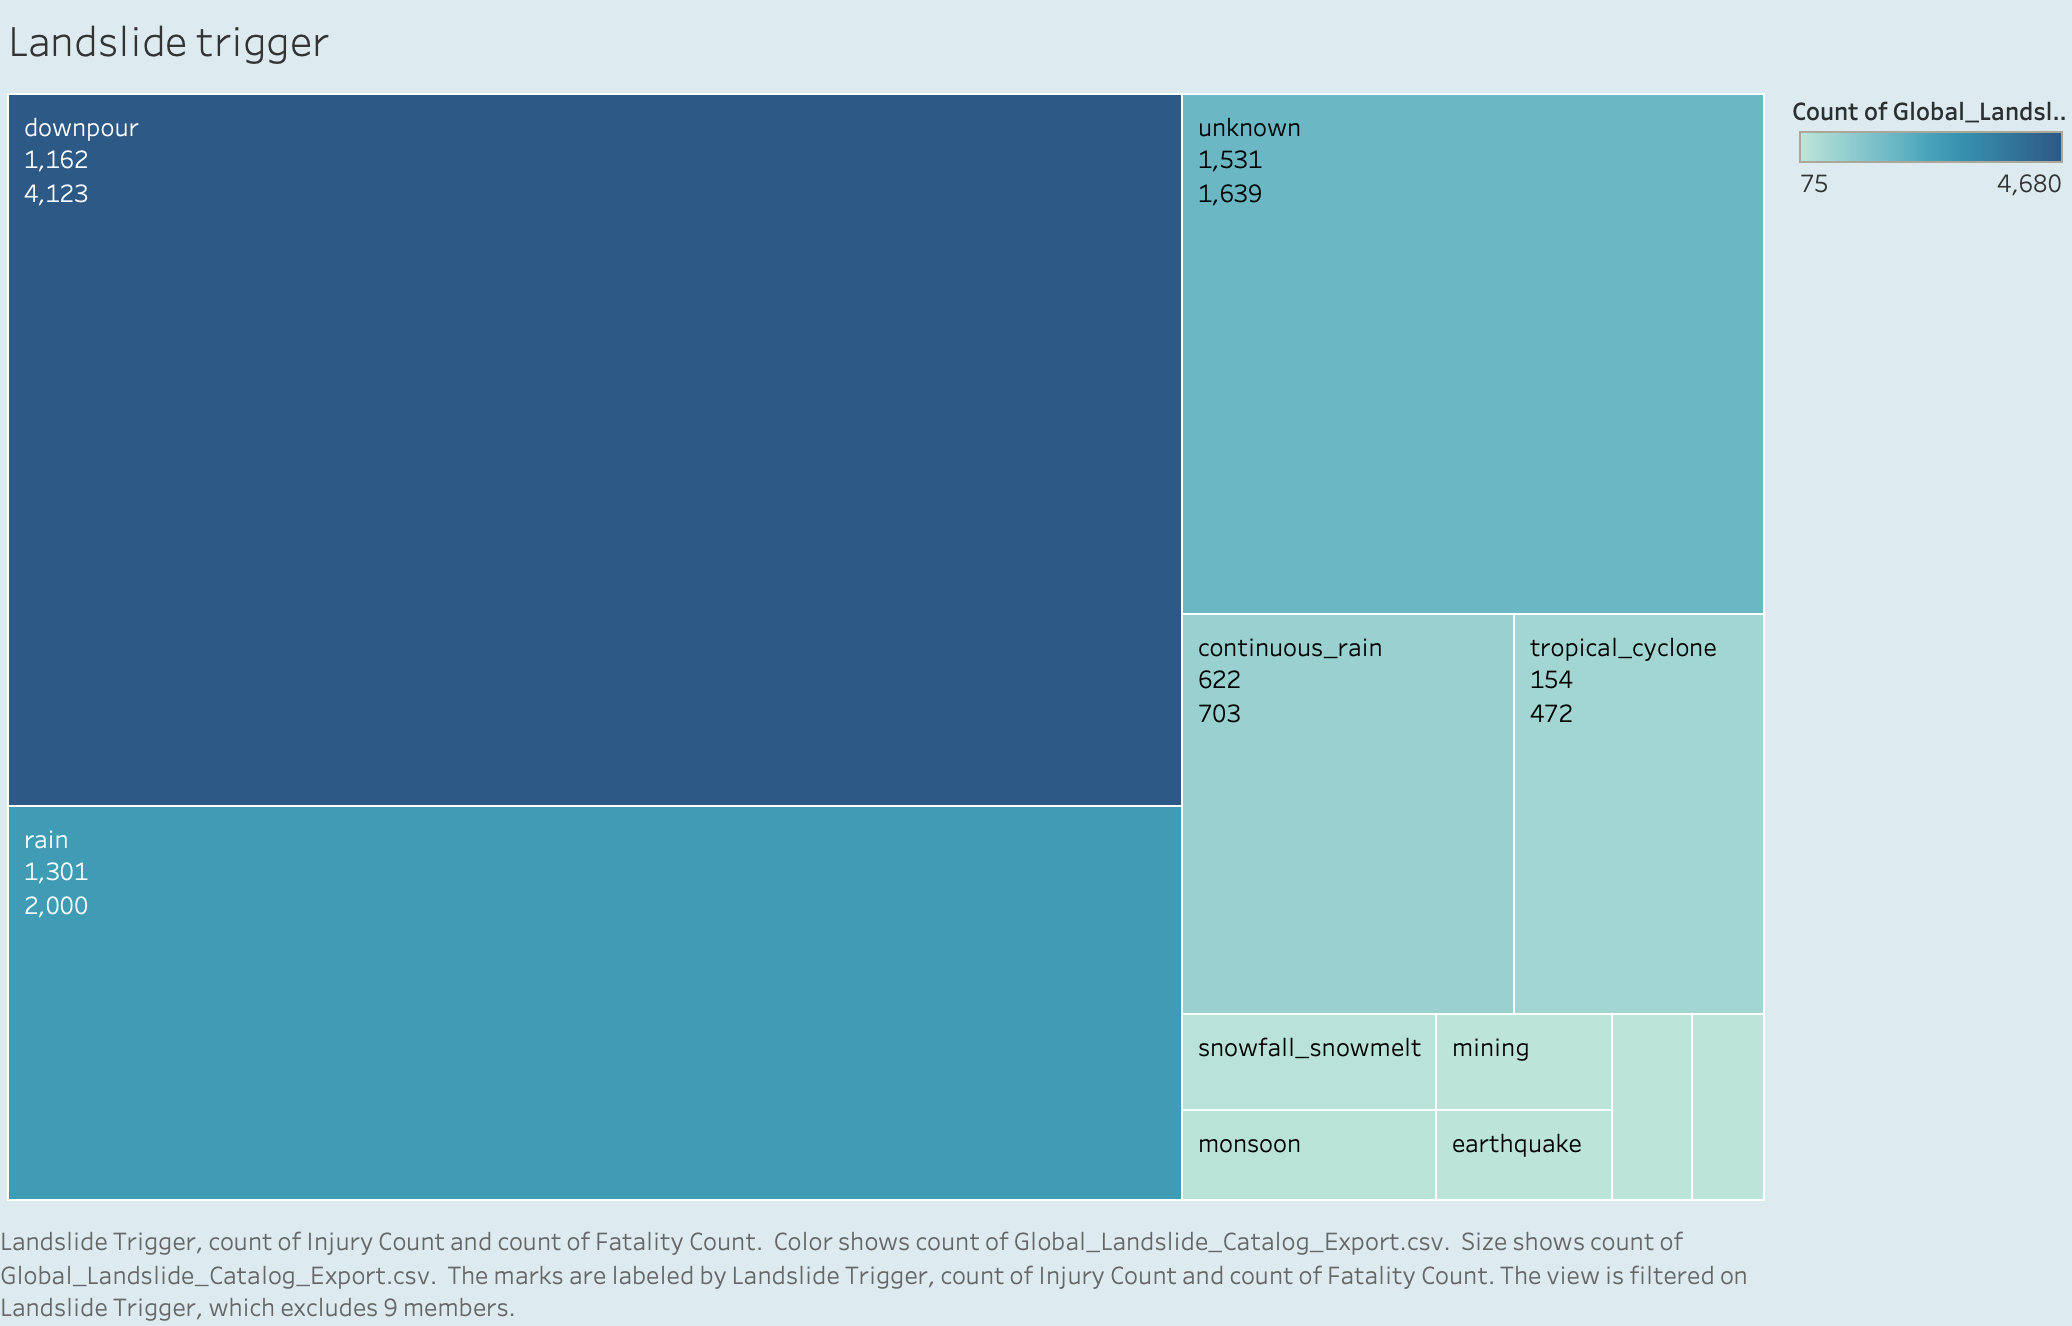 Landslide trigger
downpour
1,162
4,123
unknown
1,531
1,639
Count of Global_Landsl..
75 4,680
continuous_rain
622
703
tropical_cyclone
154
472
rain
1,301
2,000
snowfall_snowmelt
mining
monsoon
earthquake
Landslide Trigger, count of Injury Count and count of Fatality Count.  Color shows count of Global_Landslide_Catalog_Export.csv.  Size shows count of
Global_Landslide_Catalog_Export.csv.  The marks are labeled by Landslide Trigger, count of Injury Count and count of Fatality Count. The view is filtered on
Landslide Trigger, which excludes 9 members.